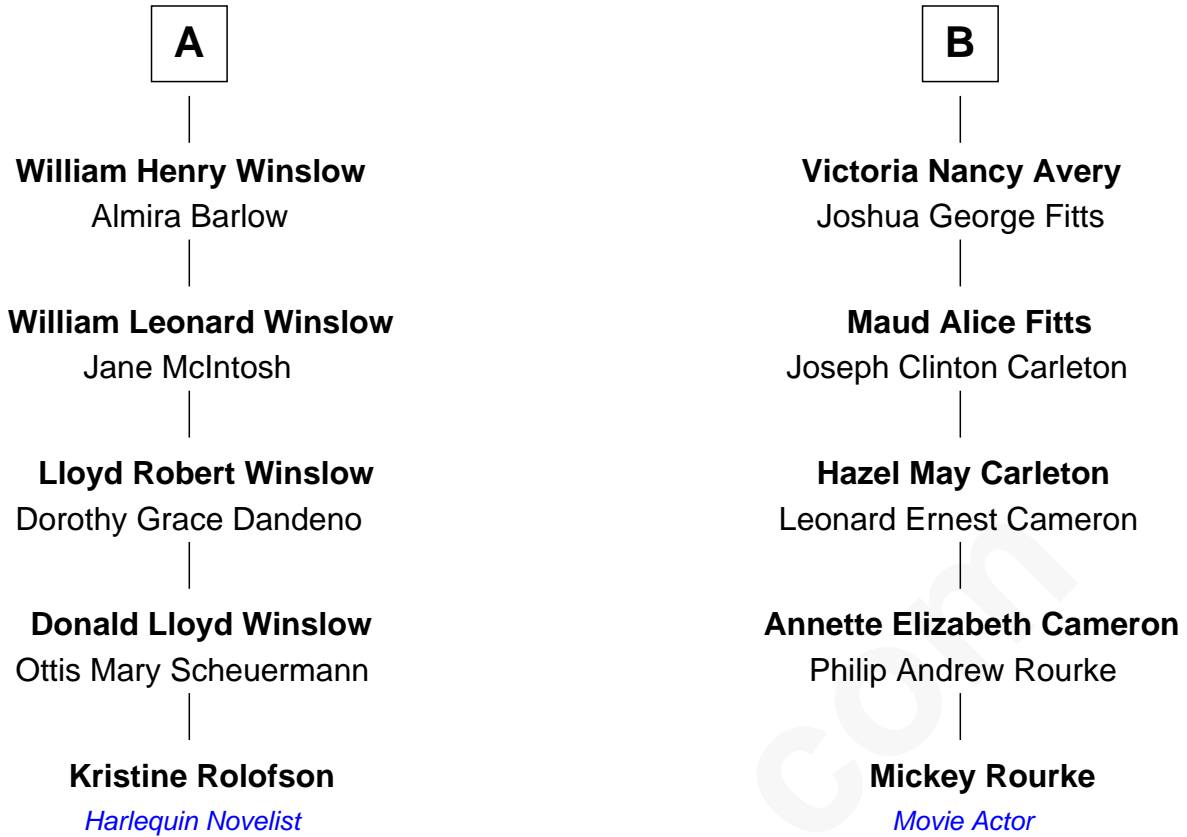 A
William Henry Winslow
Almira Barlow
William Leonard Winslow
Jane McIntosh
Lloyd Robert Winslow
Dorothy Grace Dandeno
Donald Lloyd Winslow
Ottis Mary Scheuermann
Kristine Rolofson
Harlequin Novelist
B
Victoria Nancy Avery
Joshua George Fitts
Maud Alice Fitts
Joseph Clinton Carleton
Hazel May Carleton
Leonard Ernest Cameron
Annette Elizabeth Cameron
Philip Andrew Rourke
Mickey Rourke
Movie Actor
com